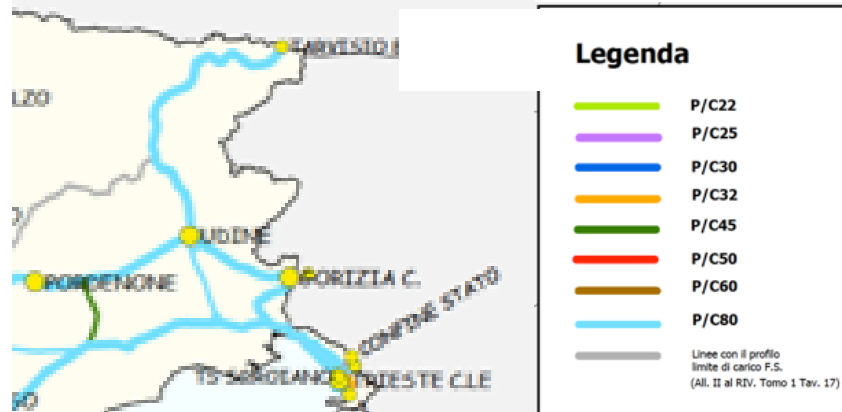 TARVISIO B
LZO
UDINE
PORDENONE
GORIZIA C.
CONFINE STATO
TRIESTE C.LE
Legenda
P/C22
P/C25
P/C30
P/C32
P/C45
P/C50
P/C60
P/C80
Linee con il profilo
limite di carico F.S.
(All. II al RIV. Tomo 1 Tav. 17)